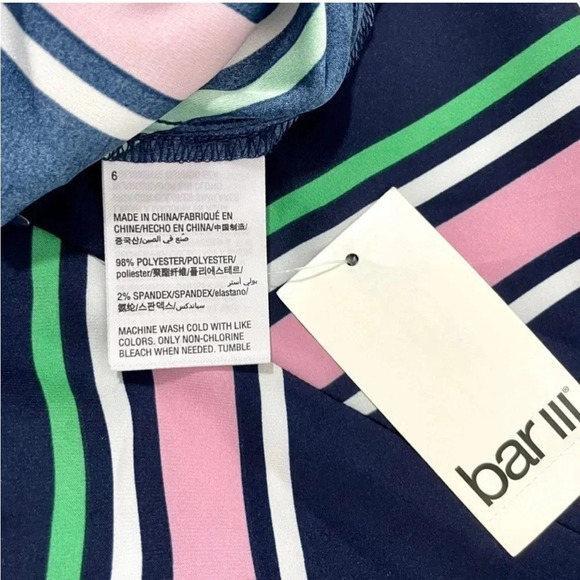 6
MADE IN CHINA/FABRIQUÉ EN
CHINE/HECHO EN CHINA/中国制造/
중국산/صنع في الصين/
98% POLYESTER/POLYESTER/
poliester/聚酯纤维/폴리에스테르/
بولي أستر/
2% SPANDEX/SPANDEX/elastano/
氨纶/스판덱스/سباندكس/
MACHINE WASH COLD WITH LIKE
COLORS. ONLY NON-CHLORINE
BLEACH WHEN NEEDED. TUMBLE
bar III®